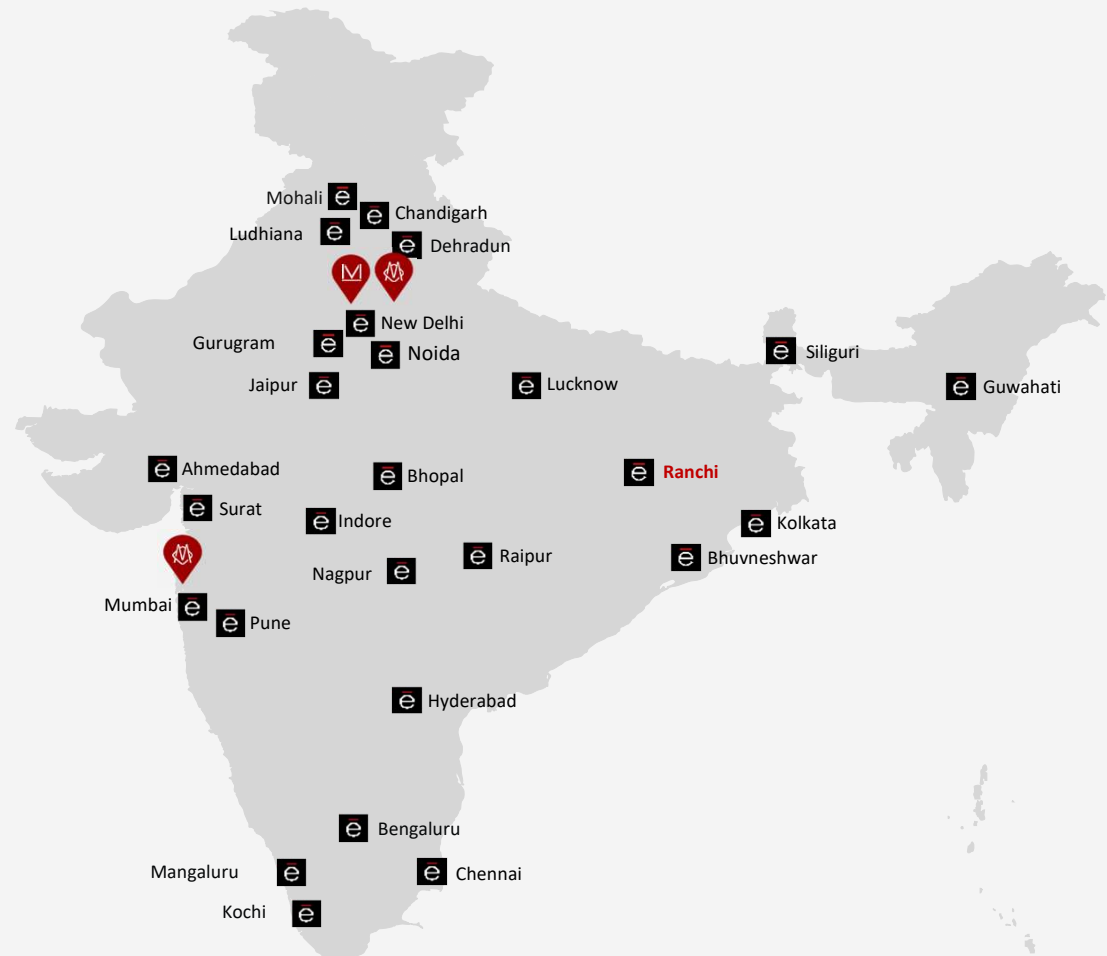 Mohali
Chandigarh
Ludhiana
Dehradun
New Delhi
Gurugram
Noida
Jaipur
Lucknow
Siliguri
Guwahati
Ahmedabad
Bhopal
Ranchi
Surat
Indore
Kolkata
Raipur
Bhuvneshwar
Nagpur
Mumbai
Pune
Hyderabad
Bengaluru
Mangaluru
Chennai
Kochi